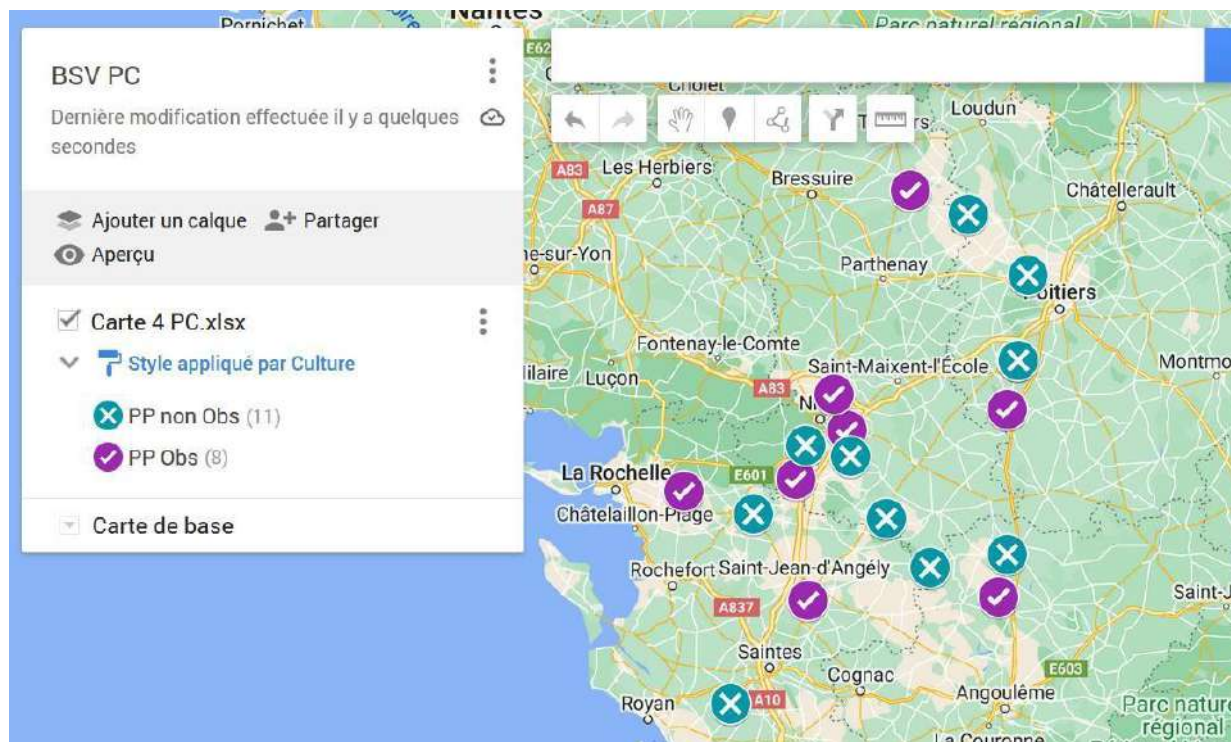 Pornichet
Nantes
Parc naturel régional
BSV PC
Dernière modification effectuée il y a quelques
secondes
Ajouter un calque
Partager
Aperçu
Carte 4 PC.xlsx
Style appliqué par Culture
PP non Obs (11)
PP Obs (8)
Carte de base
E62
Cholet
Loudun
A83
Les Herbiers
Bressuire
Châtellerault
A87
ne-sur-Yon
Parthenay
oitiers
Fontenay-le-Comte
ilaire
Luçon
A83
Saint-Maixent-l'École
Montmo
Ni
La Rochelle
E601
Châtelaillon-Plage
Rochefort
Saint-Jean-d'Angély
A837
Saint-J
Saintes
E603
Cognac
Royan
A10
Angoulême
Parc nature
régional
La Couronne